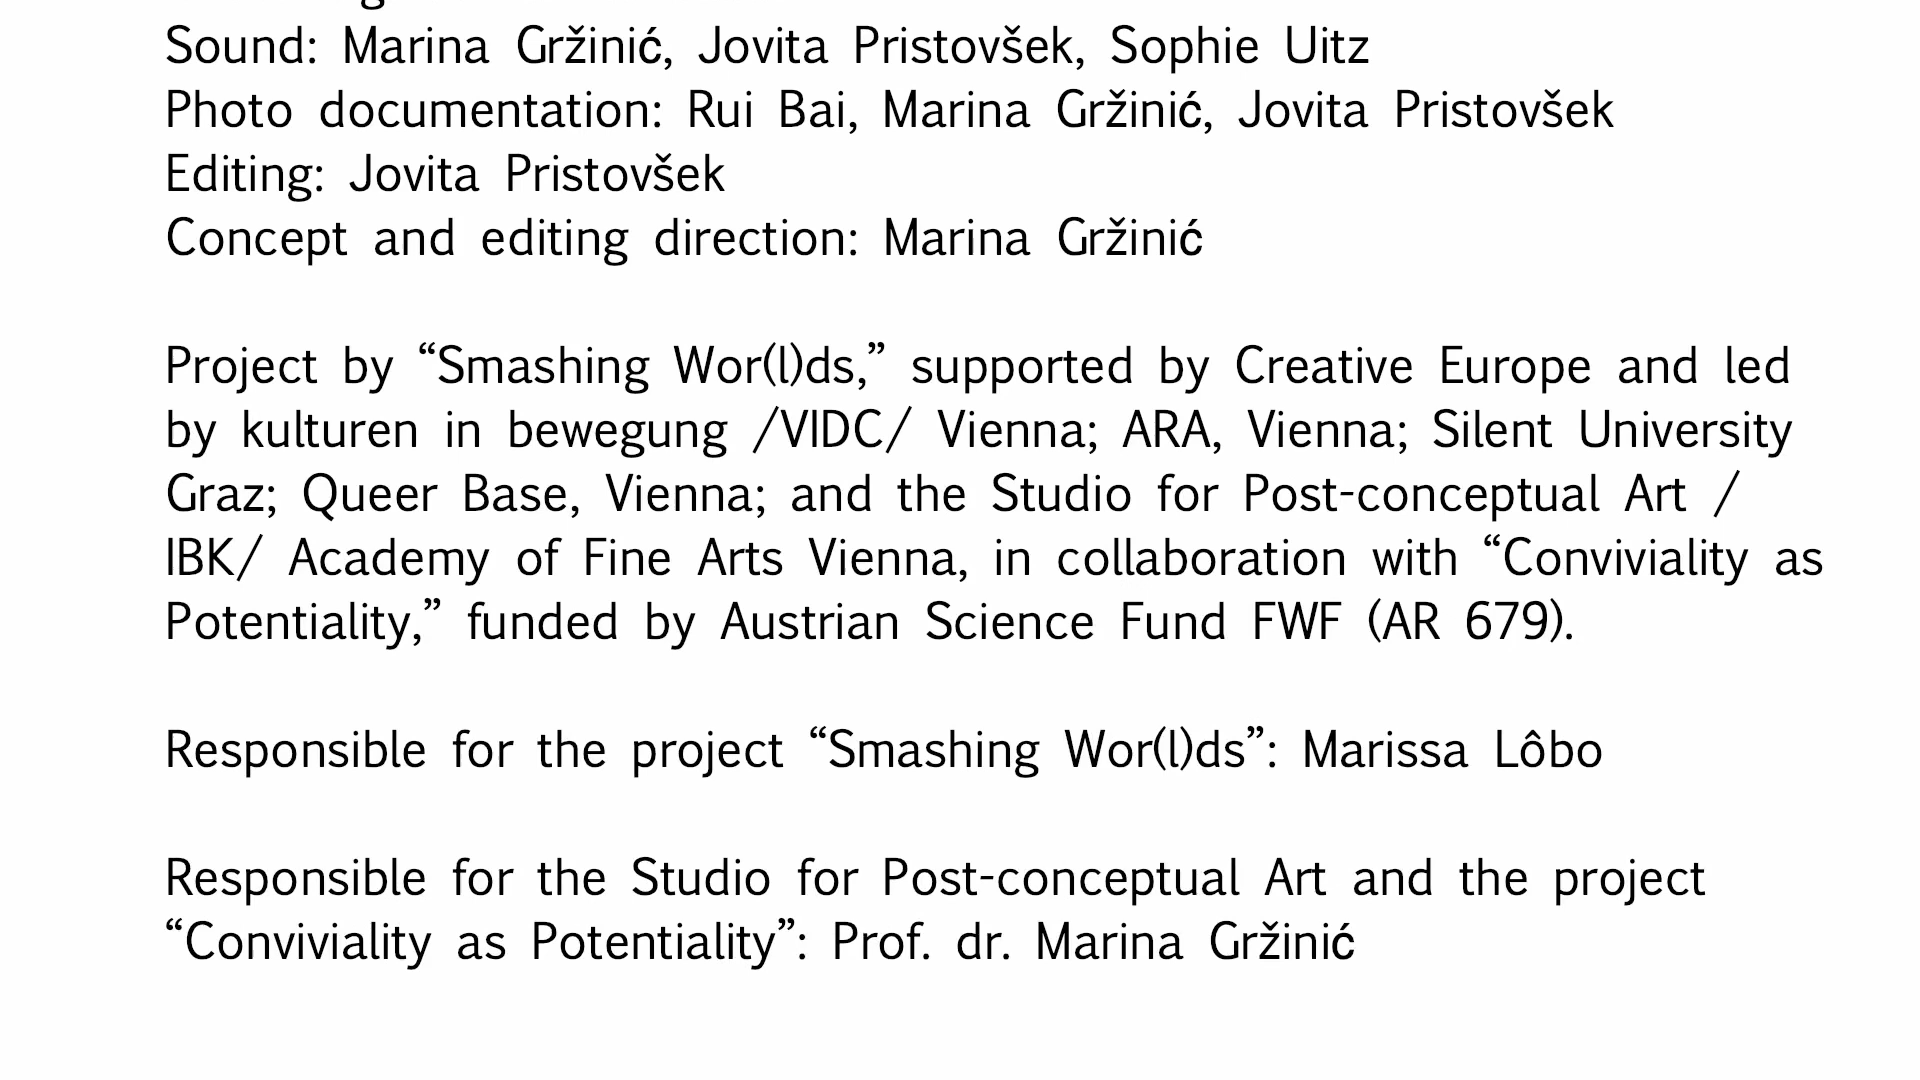 Sound: Marina Gržinić, Jovita Pristovšek, Sophie Uitz
Photo documentation: Rui Bai, Marina Gržinić, Jovita Pristovšek
Editing: Jovita Pristovšek
Concept and editing direction: Marina Gržinić
Project by “Smashing Wor(l)ds,” supported by Creative Europe and led
by kulturen in bewegung /VIDC/ Vienna; ARA, Vienna; Silent University
Graz; Queer Base, Vienna; and the Studio for Post-conceptual Art /
IBK/ Academy of Fine Arts Vienna, in collaboration with “Conviviality as
Potentiality,” funded by Austrian Science Fund FWF (AR 679).
Responsible for the project “Smashing Wor(l)ds”: Marissa Lôbo
Responsible for the Studio for Post-conceptual Art and the project
“Conviviality as Potentiality”: Prof. dr. Marina Gržinić